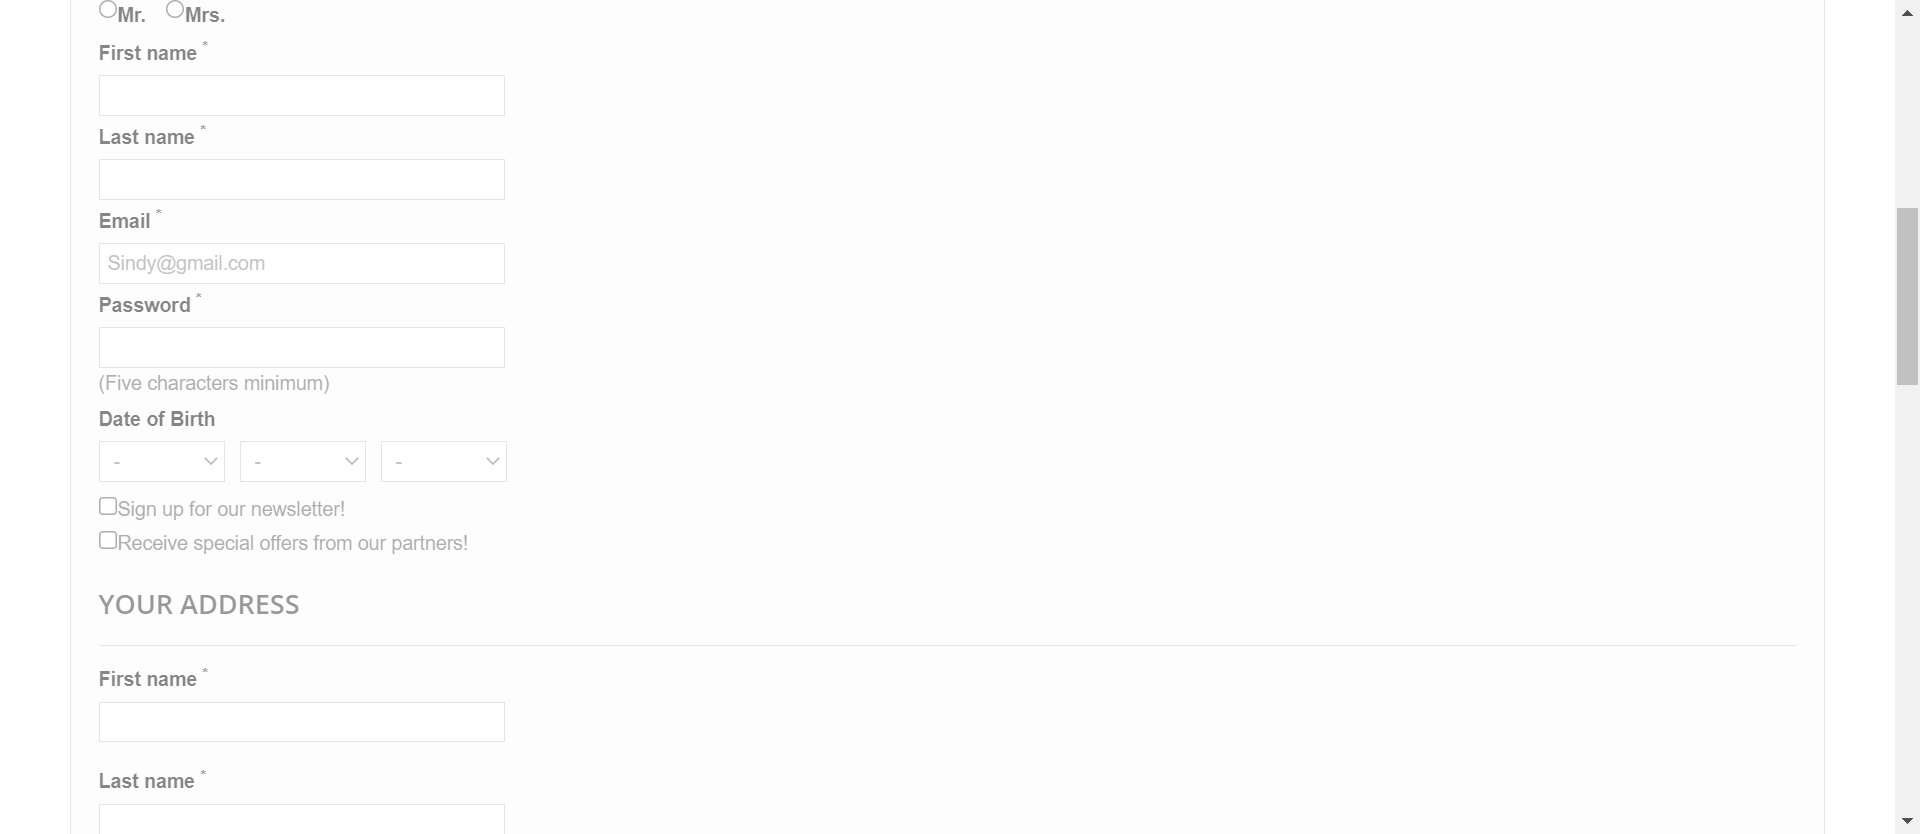 Mr. Mrs.
First name *
Last name *
Email *
Sindy@gmail.com
Password *
(Five characters minimum)
Date of Birth
- - -
Sign up for our newsletter!
Receive special offers from our partners!
YOUR ADDRESS
First name *
Last name *